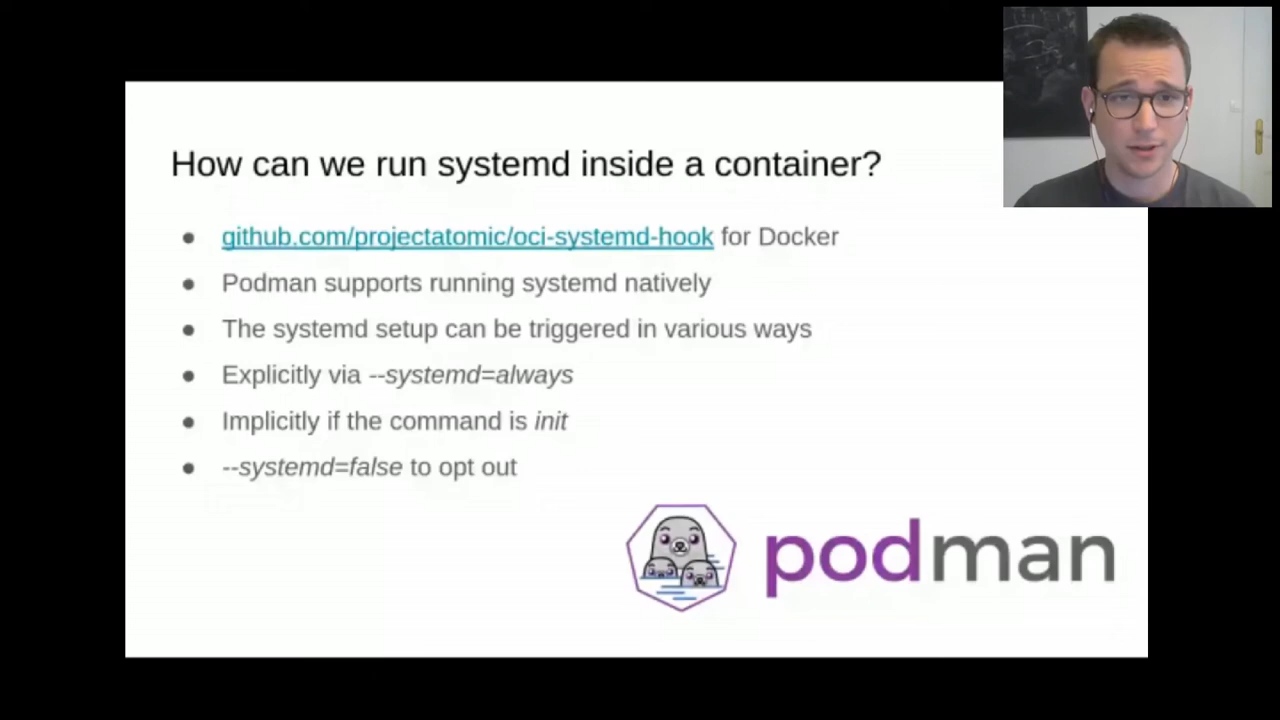 How can we run systemd inside a container?
● github.com/projectatomic/oci-systemd-hook for Docker
● Podman supports running systemd natively
● The systemd setup can be triggered in various ways
● Explicitly via --systemd=always
● Implicitly if the command is init
● --systemd=false to opt out
podman